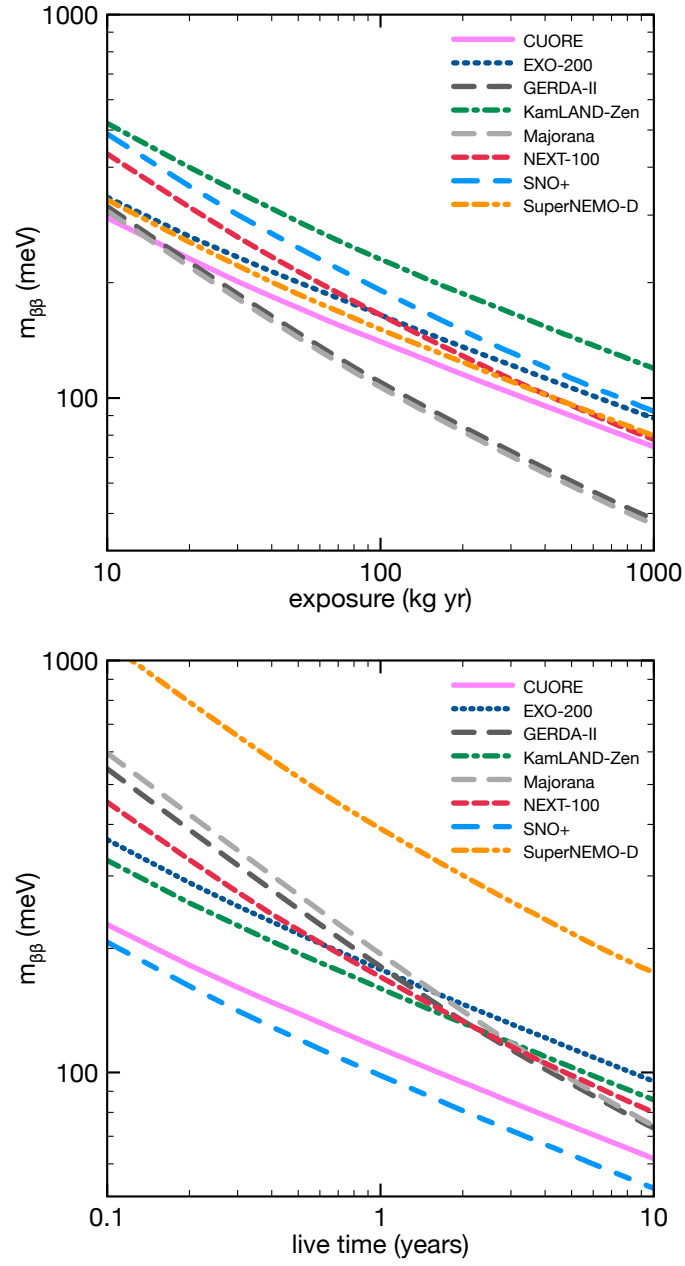 1000
CUORE
EXO-200
GERDA-II
KamLAND-Zen
Majorana
NEXT-100
SNO+
SuperNEMO-D
mββ (meV)
100
10
100
1000
exposure (kg yr)
1000
CUORE
EXO-200
GERDA-II
KamLAND-Zen
Majorana
NEXT-100
SNO+
SuperNEMO-D
mββ (meV)
100
0.1
1
10
live time (years)